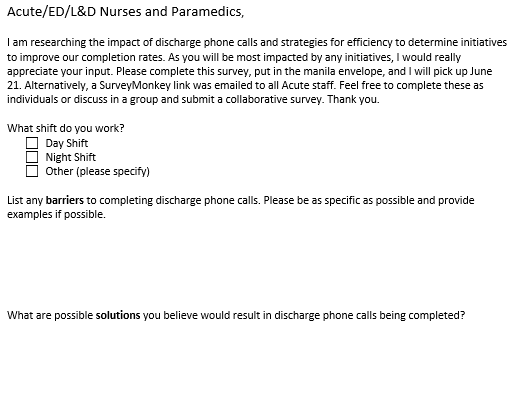 Acute/ED/L&D Nurses and Paramedics,
I am researching the impact of discharge phone calls and strategies for efficiency to determine initiatives
to improve our completion rates. As you will be most impacted by any initiatives, I would really
appreciate your input. Please complete this survey, put in the manila envelope, and I will pick up June
21. Alternatively, a SurveyMonkey link was emailed to all Acute staff. Feel free to complete these as
individuals or discuss in a group and submit a collaborative survey. Thank you.
What shift do you work?
Day Shift
Night Shift
Other (please specify)
List any barriers to completing discharge phone calls. Please be as specific as possible and provide
examples if possible.
What are possible solutions you believe would result in discharge phone calls being completed?